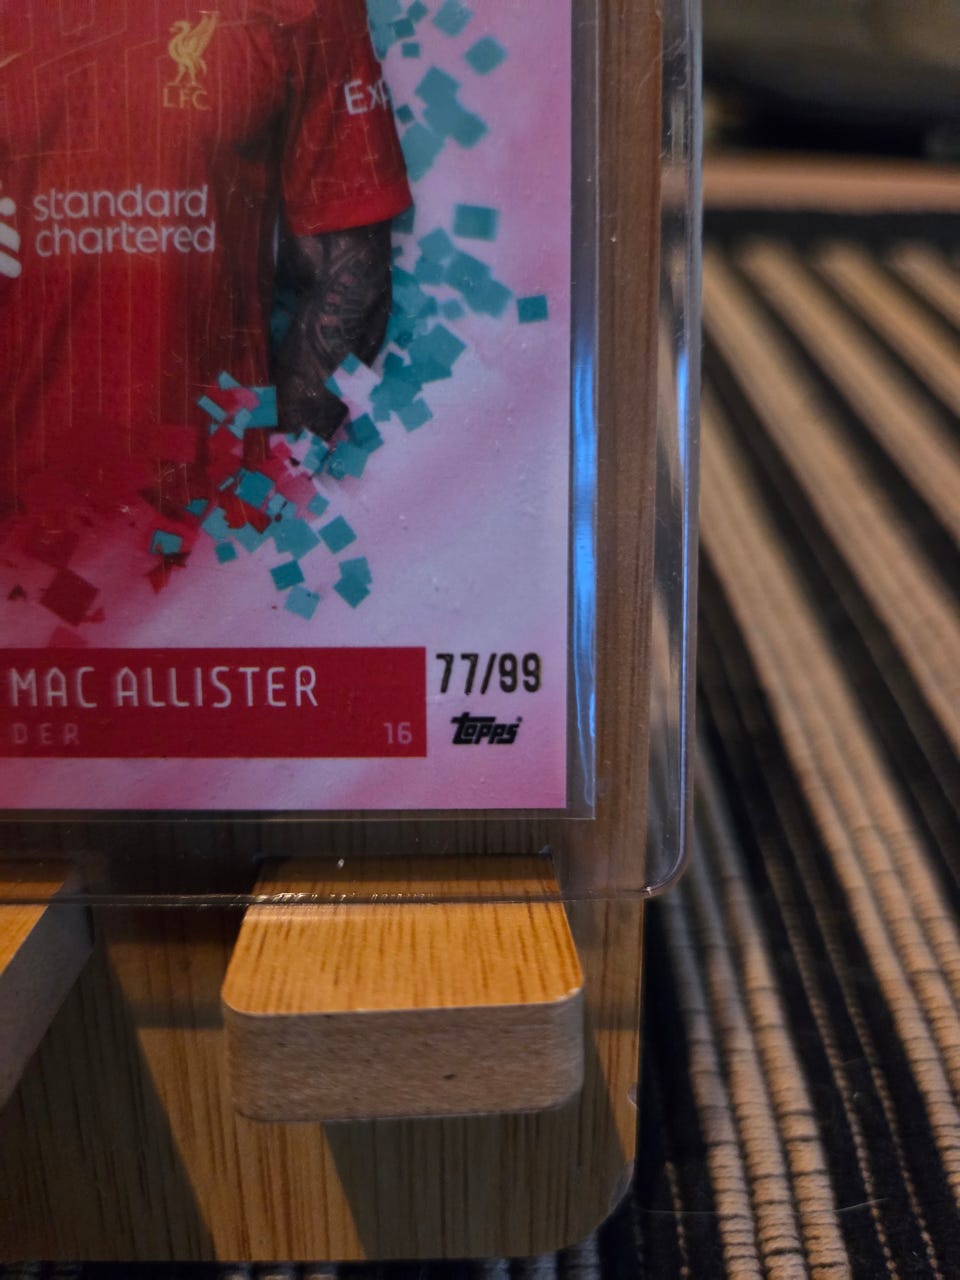 LFC
Exp
standard
chartered
MAC ALLISTER
77/99
DER
16
Topps